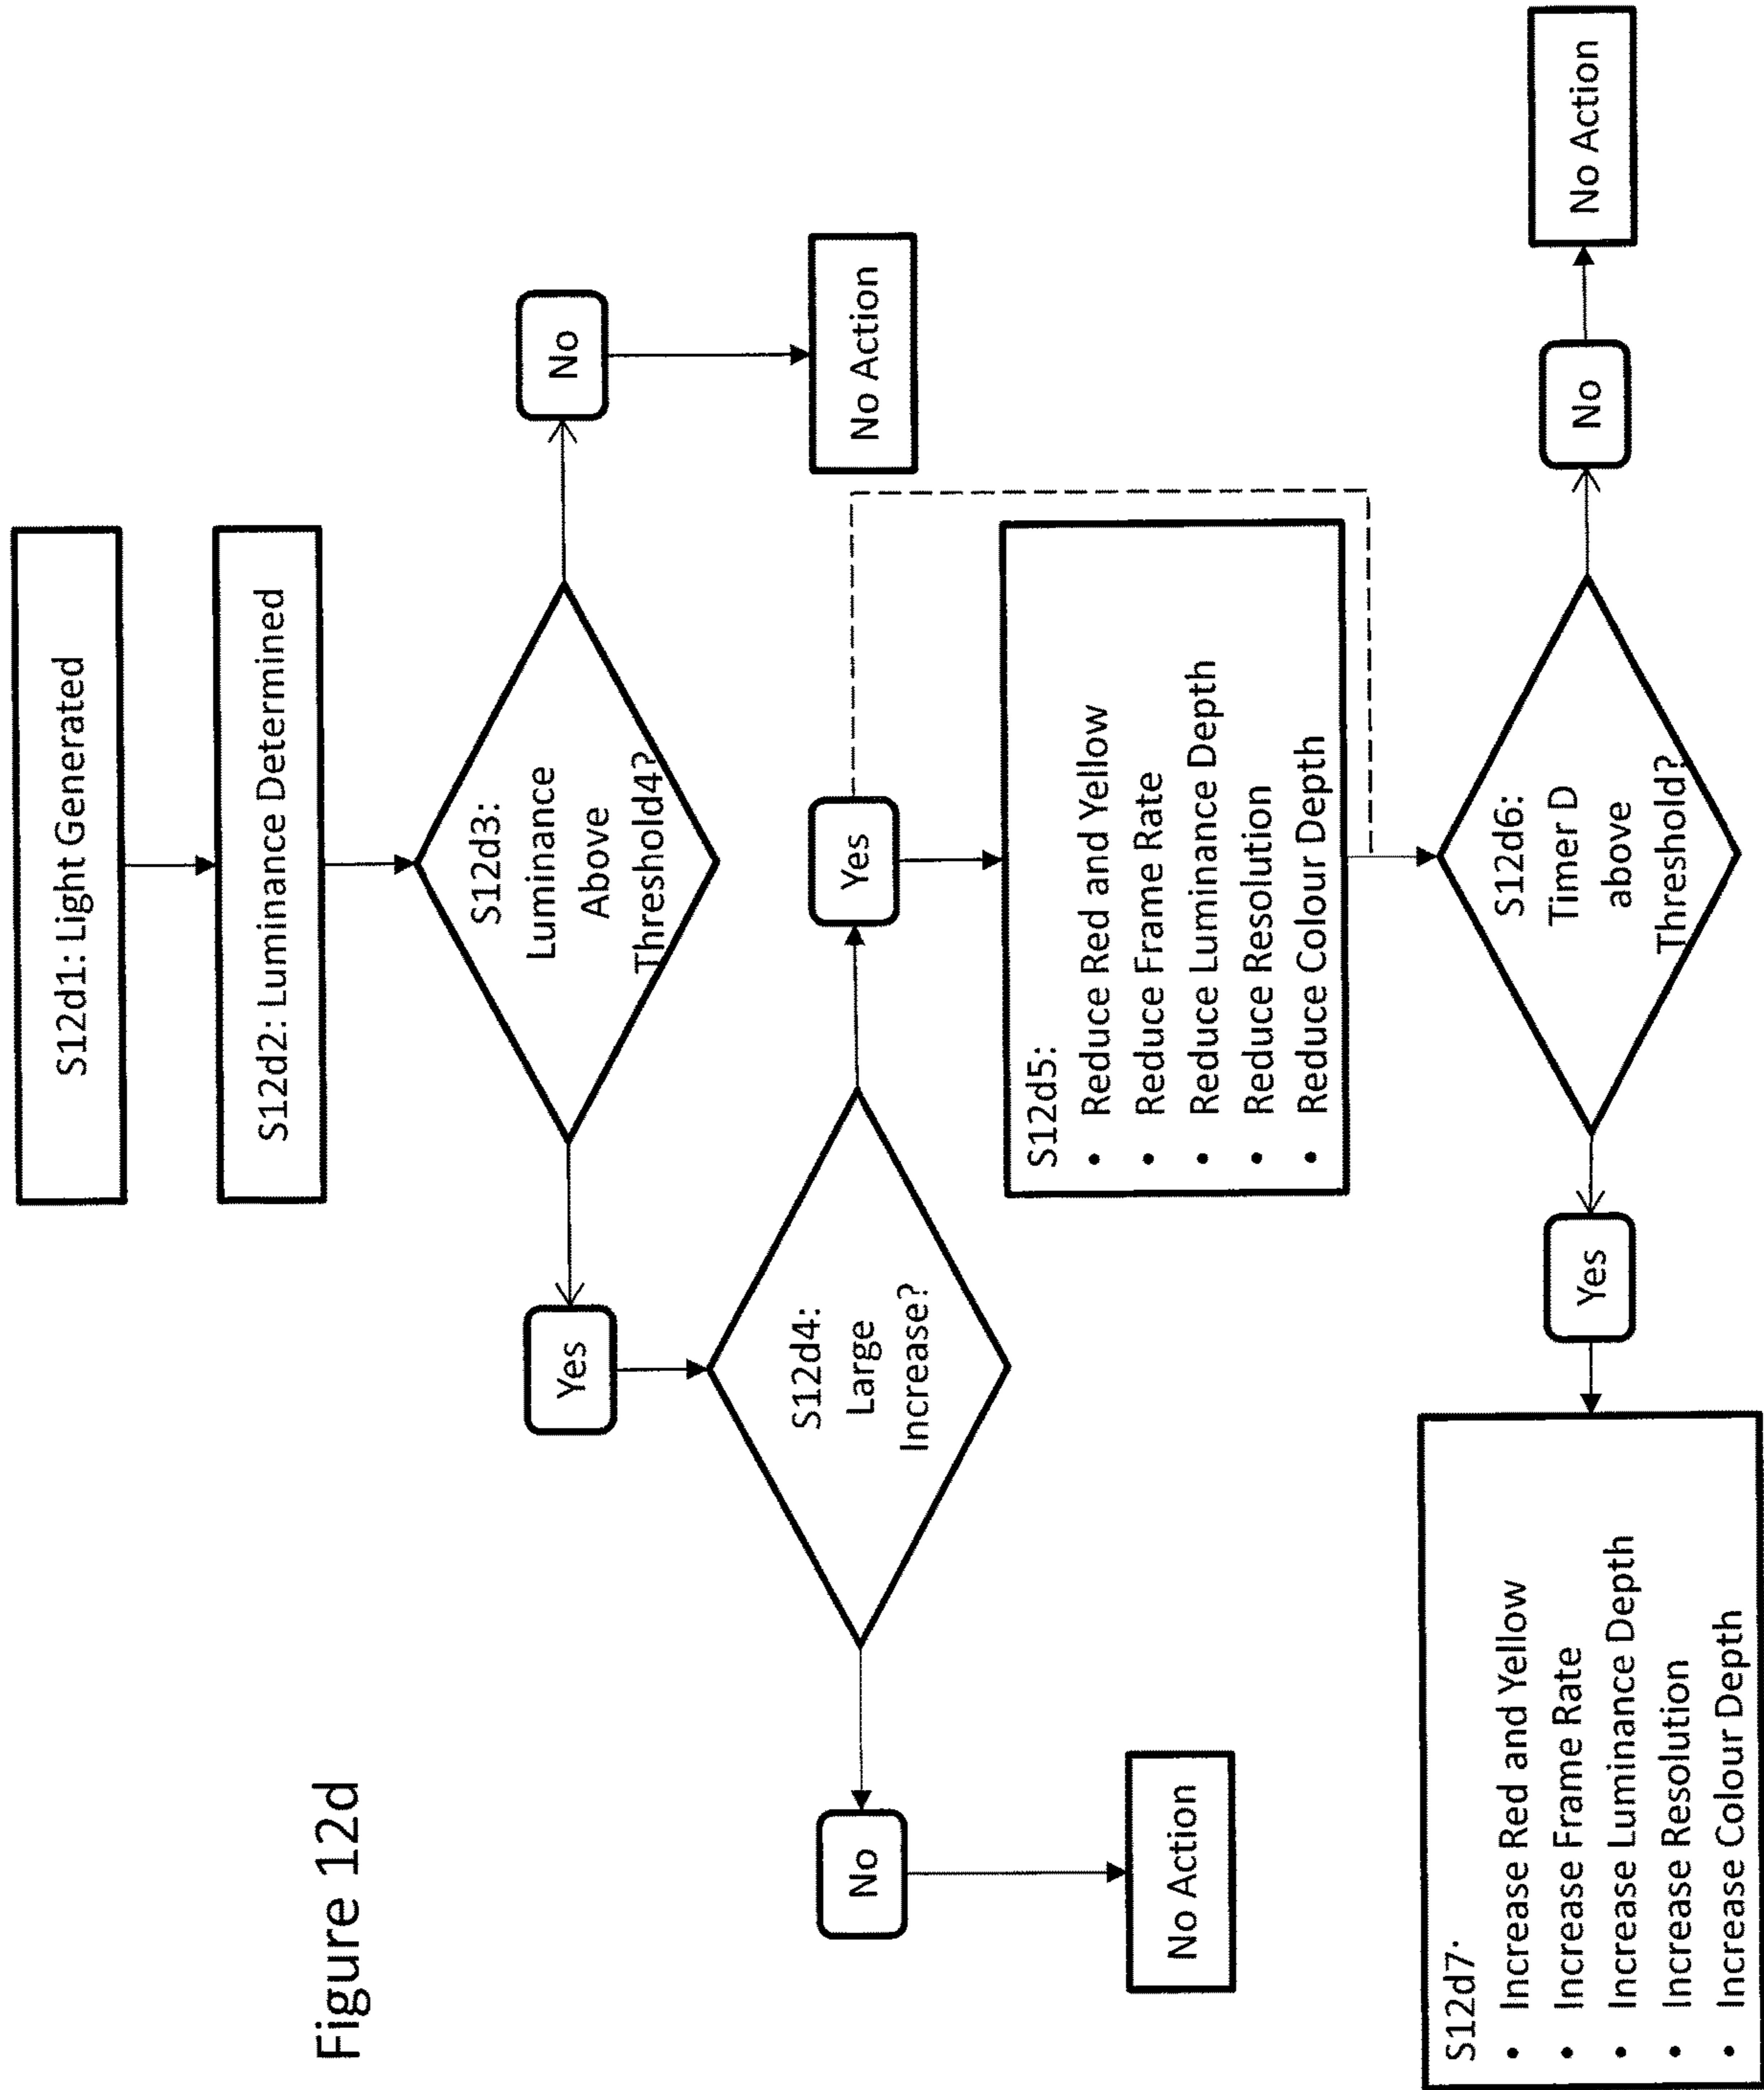 Figure 12d
S12d1: Light Generated
S12d2: Luminance Determined
S12d3:
Luminance
Above
Threshold4?
Yes
No
No Action
S12d4:
Large
Increase?
No
No Action
Yes
S12d5:
• Reduce Red and Yellow
• Reduce Frame Rate
• Reduce Luminance Depth
• Reduce Resolution
• Reduce Colour Depth
S12d6:
Timer D
above
Threshold?
Yes
No
No Action
S12d7:
• Increase Red and Yellow
• Increase Frame Rate
• Increase Luminance Depth
• Increase Resolution
• Increase Colour Depth